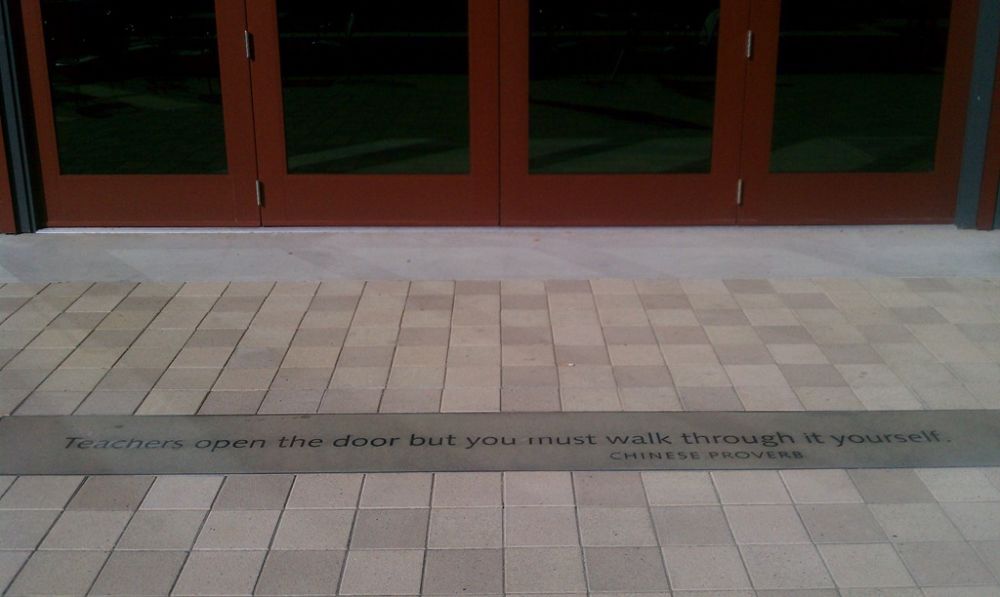 Teachers open the door but you must walk through it yourself.
CHINESE PROVERB